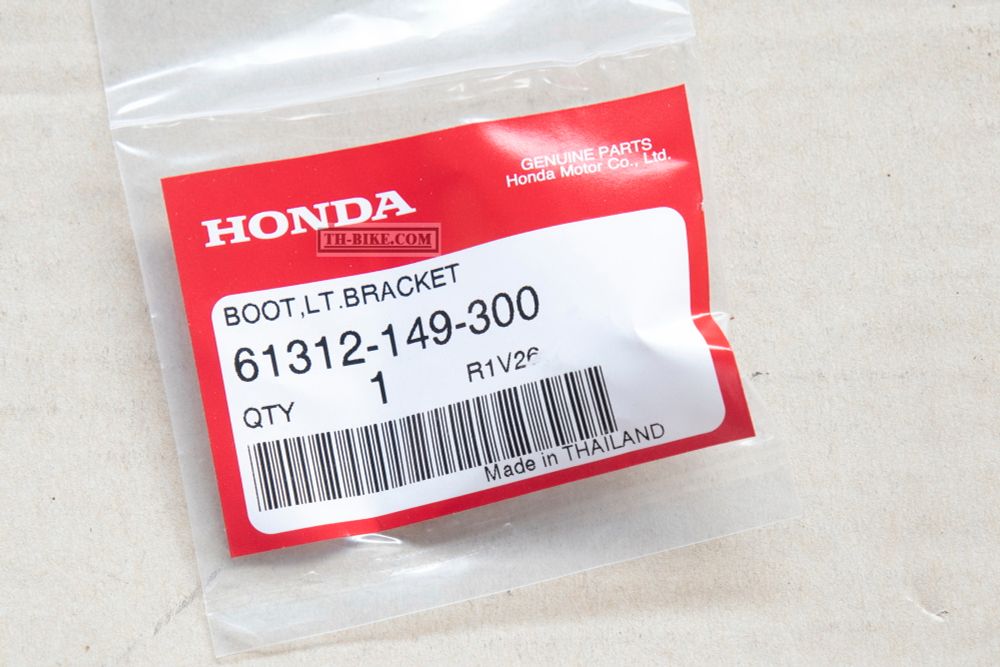 GENUINE PARTS
Honda Motor Co., Ltd.
HONDA
TH-BIKE.COM
BOOT,LT.BRACKET
61312-149-300
QTY 1 R1V26
Made in THAILAND